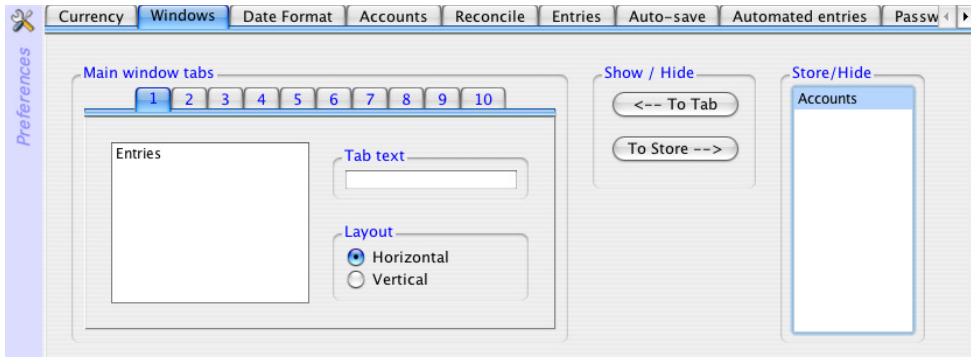 Currency Windows Date Format Accounts Reconcile Entries Auto-save Automated entries Passw
Preferences
Main window tabs
1 2 3 4 5 6 7 8 9 10
Entries
Tab text
Layout
Horizontal
Vertical
Show / Hide
<-- To Tab
To Store -->
Store/Hide
Accounts